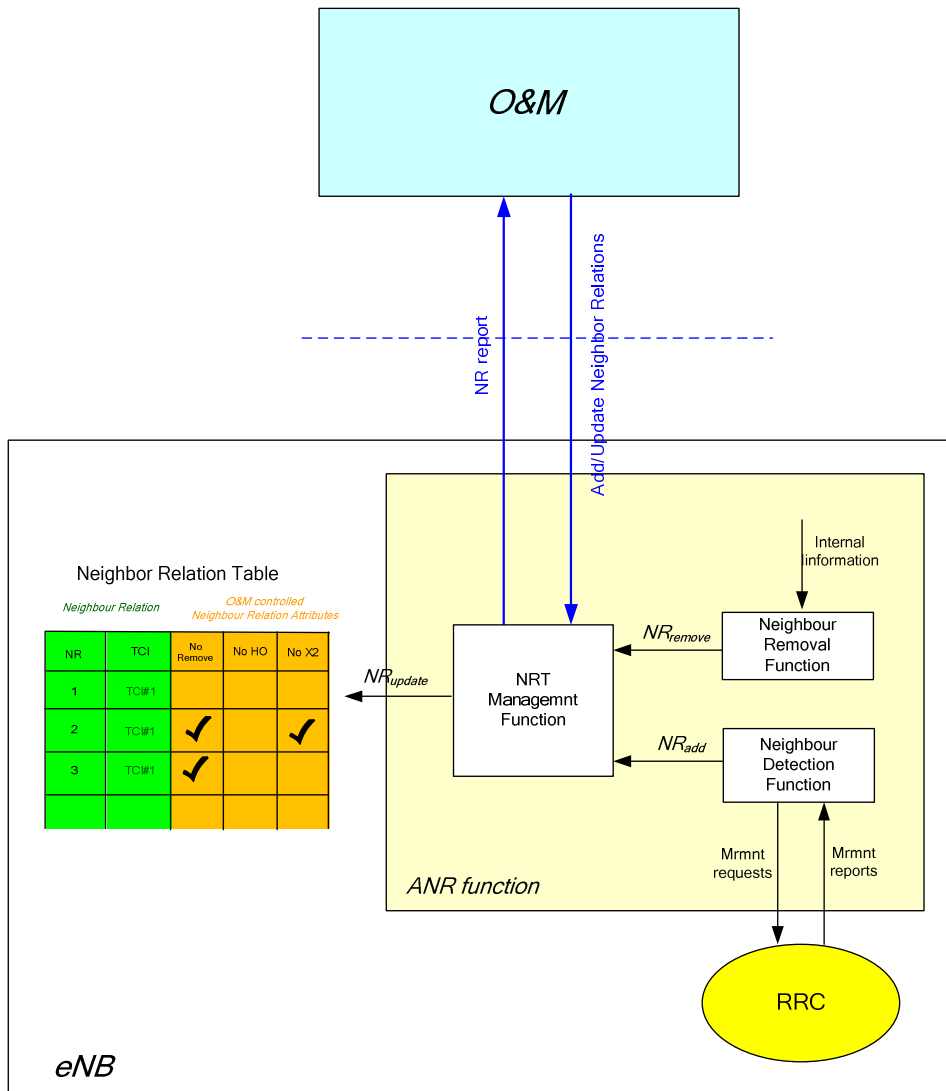 O&M
NR report
Add/Update Neighbor Relations
Internal
Iinformation
Neighbor Relation Table
Neighbour Relation
O&M controlled
Neighbour Relation Attributes
NR
TCI
No
Remove
No HO
No X2
1
TCI#1
2
TCI#1
3
TCI#1
NRupdate
NRT
Managemnt
Function
NRremove
Neighbour
Removal
Function
NRadd
Neighbour
Detection
Function
Mrmnt
requests
Mrmnt
reports
ANR function
RRC
eNB